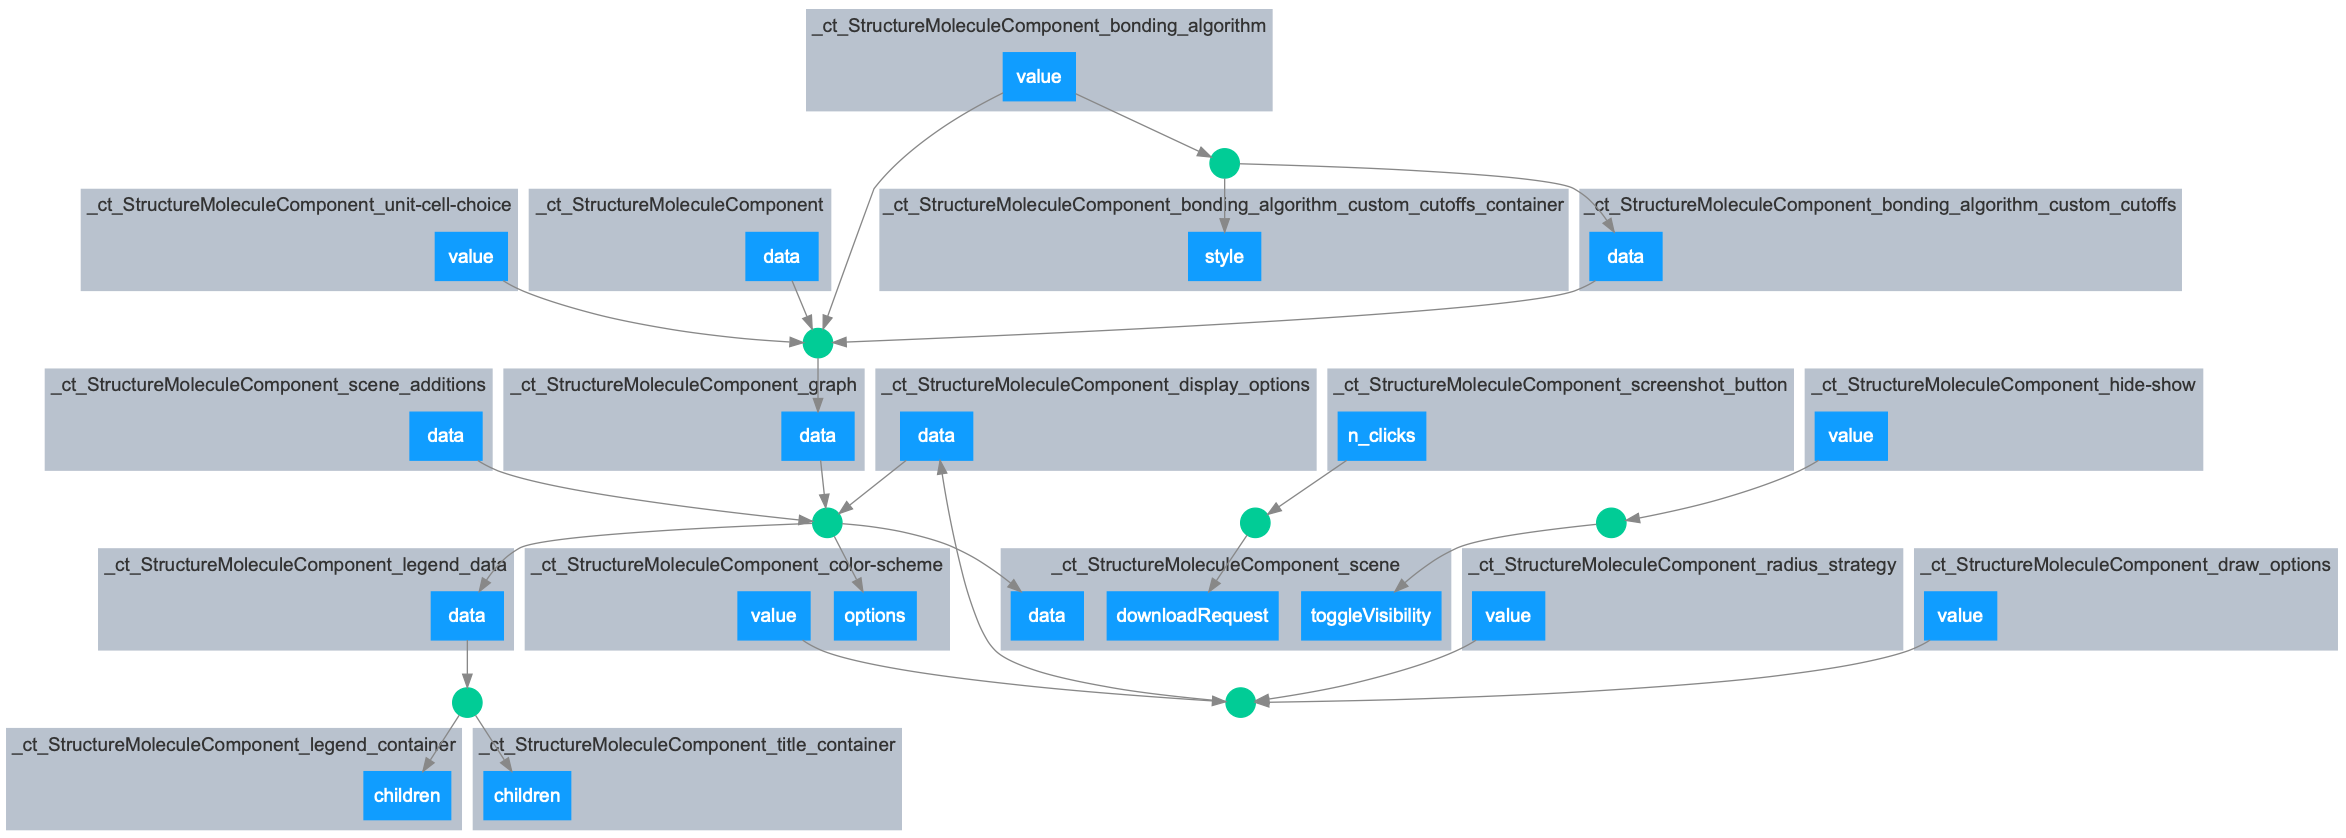 _ct_StructureMoleculeComponent_bonding_algorithm
value
_ct_StructureMoleculeComponent_unit-cell-choice
value
_ct_StructureMoleculeComponent
data
_ct_StructureMoleculeComponent_bonding_algorithm_custom_cutoffs_container
style
_ct_StructureMoleculeComponent_bonding_algorithm_custom_cutoffs
data
_ct_StructureMoleculeComponent_scene_additions
data
_ct_StructureMoleculeComponent_graph
data
_ct_StructureMoleculeComponent_display_options
data
_ct_StructureMoleculeComponent_screenshot_button
n_clicks
_ct_StructureMoleculeComponent_hide-show
value
_ct_StructureMoleculeComponent_legend_data
data
_ct_StructureMoleculeComponent_color-scheme
value
options
_ct_StructureMoleculeComponent_scene
data
downloadRequest
toggleVisibility
_ct_StructureMoleculeComponent_radius_strategy
value
_ct_StructureMoleculeComponent_draw_options
value
_ct_StructureMoleculeComponent_legend_container
children
_ct_StructureMoleculeComponent_title_container
children